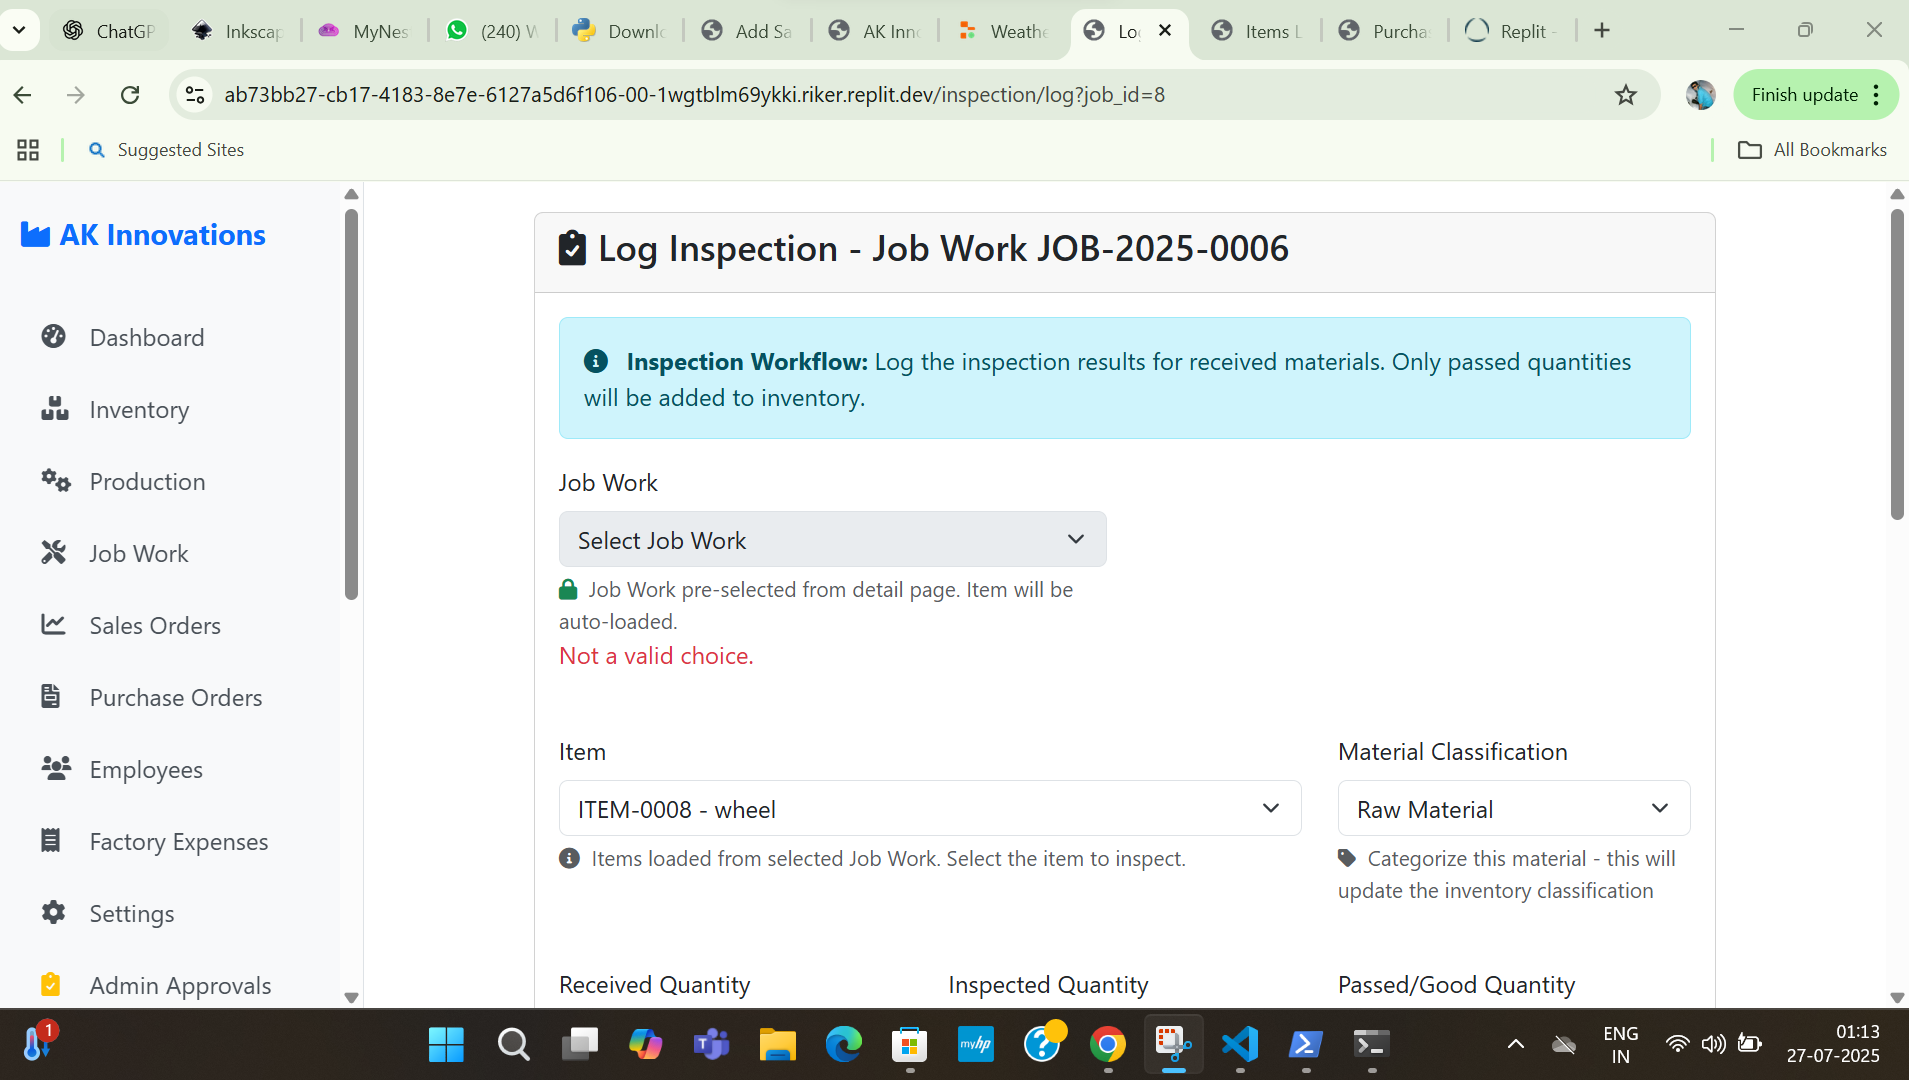 ChatGP
Inkscap
MyNes
(240) W
Downlo
Add Sa
AK Inno
Weathe
Lo
Items L
Purcha
Replit -
ab73bb27-cb17-4183-8e7e-6127a5d6f106-00-1wgtblm69ykki.riker.replit.dev/inspection/log?job_id=8
Finish update
Suggested Sites
All Bookmarks
AK Innovations
Dashboard
Inventory
Production
Job Work
Sales Orders
Purchase Orders
Employees
Factory Expenses
Settings
Admin Approvals
Log Inspection - Job Work JOB-2025-0006
Inspection Workflow: Log the inspection results for received materials. Only passed quantities
will be added to inventory.
Job Work
Select Job Work
Job Work pre-selected from detail page. Item will be
auto-loaded.
Not a valid choice.
Item
ITEM-0008 - wheel
Items loaded from selected Job Work. Select the item to inspect.
Material Classification
Raw Material
Categorize this material - this will
update the inventory classification
Received Quantity
Inspected Quantity
Passed/Good Quantity
1
myhp
ENG
IN
01:13
27-07-2025